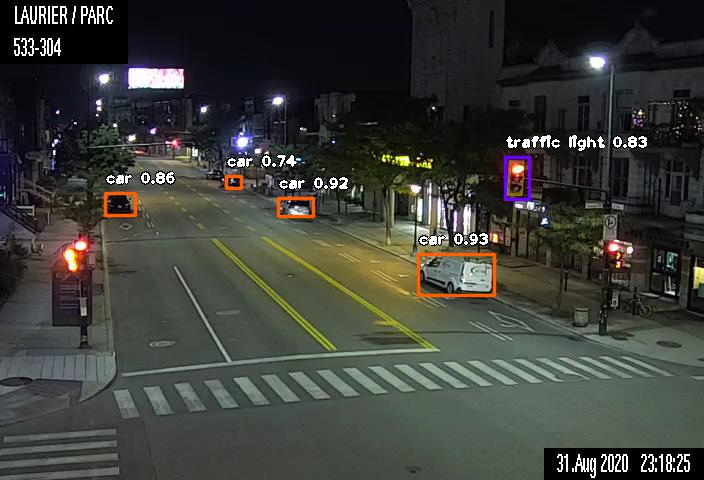 LAURIER / PARC
533-304
traffic light 0.83
car 0.74
car 0.86
car 0.92
car 0.93
31.Aug 2020 23:18:25